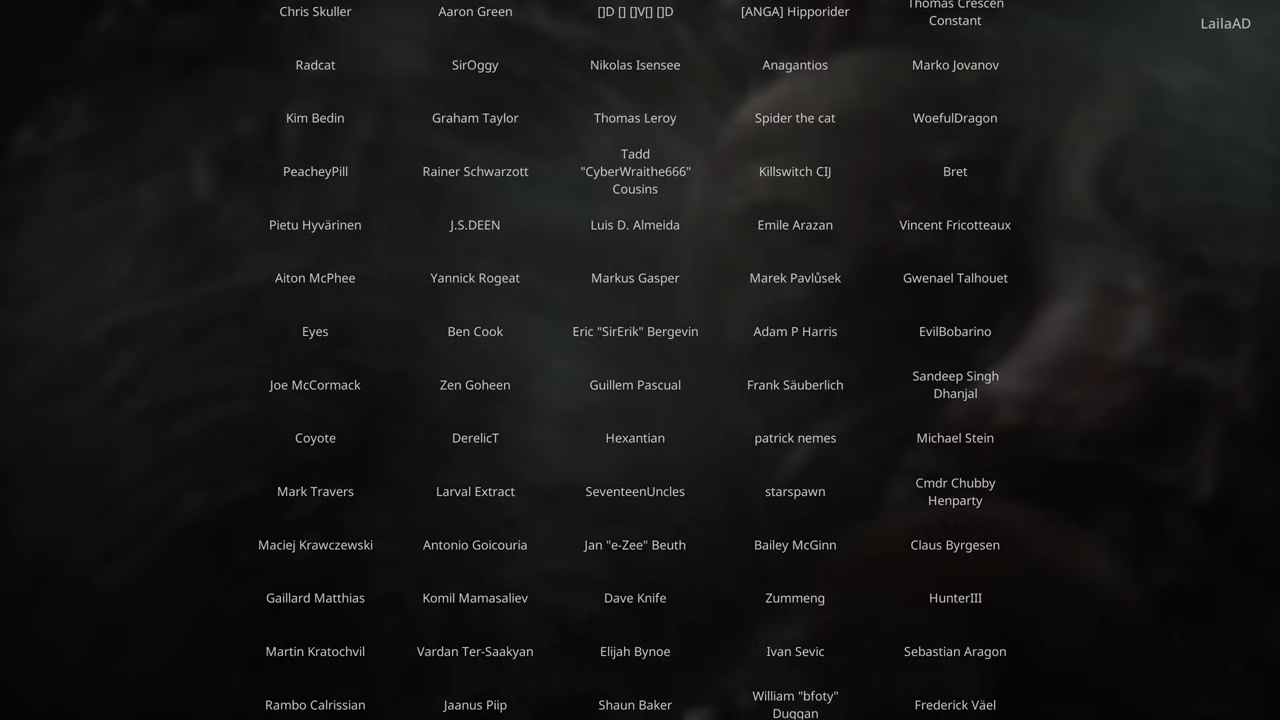 Chris Skuller Aaron Green []D [] []V[] []D [ANGA] Hipporider Thomas Crescen
Constant
LailaAD
Radcat SirOggy Nikolas Isensee Anagantios Marko Jovanov
Kim Bedin Graham Taylor Thomas Leroy Spider the cat WoefulDragon
PeacheyPill Rainer Schwarzott Tadd
"CyberWraithe666"
Cousins
Killswitch CIJ Bret
Pietu Hyvärinen J.S.DEEN Luis D. Almeida Emile Arazan Vincent Fricotteaux
Aiton McPhee Yannick Rogeat Markus Gasper Marek Pavlůsek Gwenael Talhouet
Eyes Ben Cook Eric "SirErik" Bergevin Adam P Harris EvilBobarino
Joe McCormack Zen Goheen Guillem Pascual Frank Säuberlich Sandeep Singh
Dhanjal
Coyote DerelicT Hexantian patrick nemes Michael Stein
Mark Travers Larval Extract SeventeenUncles starspawn Cmdr Chubby
Henparty
Maciej Krawczewski Antonio Goicouria Jan "e-Zee" Beuth Bailey McGinn Claus Byrgesen
Gaillard Matthias Komil Mamasaliev Dave Knife Zummeng HunterIII
Martin Kratochvil Vardan Ter-Saakyan Elijah Bynoe Ivan Sevic Sebastian Aragon
Rambo Calrissian Jaanus Piip Shaun Baker William "bfoty"
Duggan
Frederick Väel